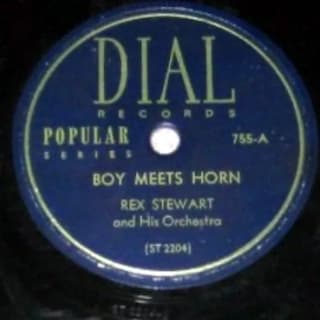 DIAL
RECORDS
POPULAR 755-A
SERIES
BOY MEETS HORN
REX STEWART
and His Orchestra
(ST 2204)